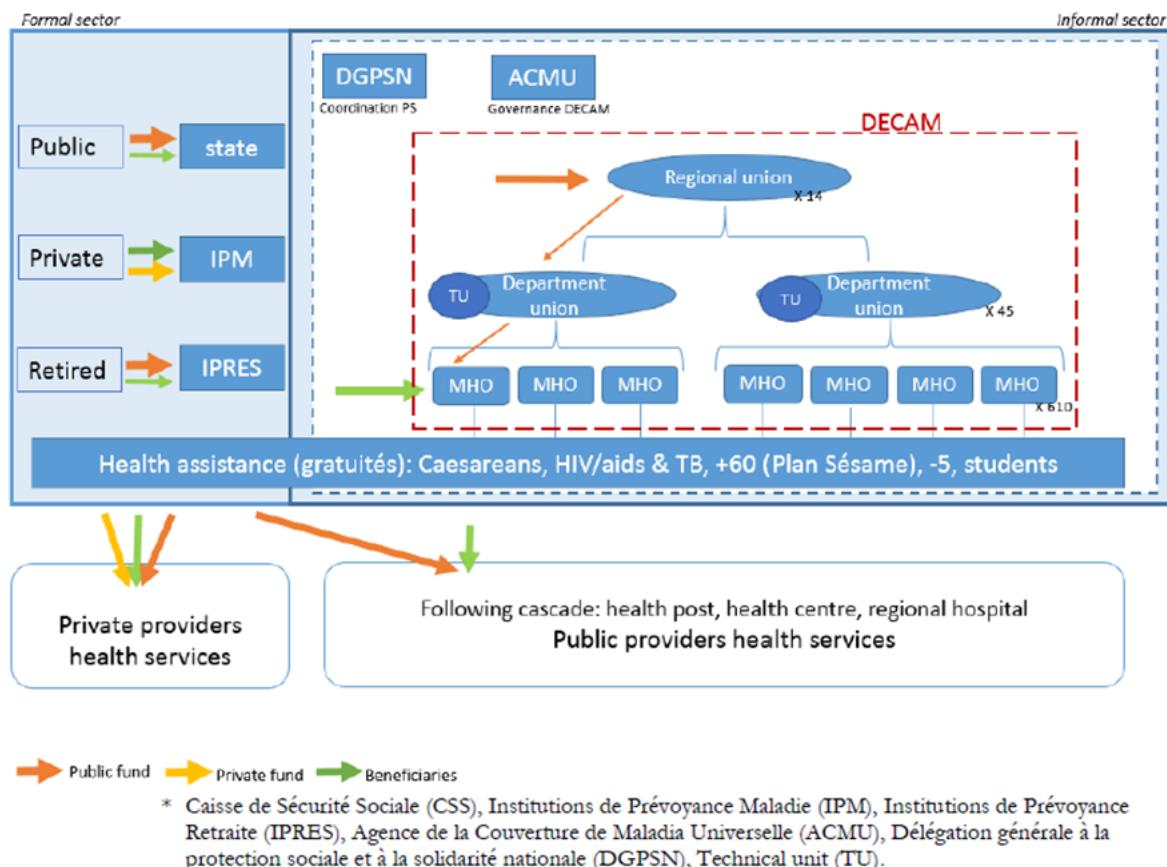 Formal sector
Informal sector
DGPSN
Coordination PS
ACMU
Governance DECAM
DECAM
Public
state
Regional union
X 14
Private
IPM
TU
Department
union
TU
Department
union
X 45
Retired
IPRES
MHO
MHO
MHO
MHO
MHO
MHO
MHO
X 610
Health assistance (gratuités): Caesareans, HIV/aids & TB, +60 (Plan Sésame), -5, students
Private providers
health services
Following cascade: health post, health centre, regional hospital
Public providers health services
Public fund
Private fund
Beneficiaries
* Caisse de Sécurité Sociale (CSS), Institutions de Prévoyance Maladie (IPM), Institutions de Prévoyance
Retraite (IPRES), Agence de la Couverture de Maladia Universelle (ACMU), Délégation générale à la
protection sociale et à la solidarité nationale (DGPSN), Technical unit (TU).